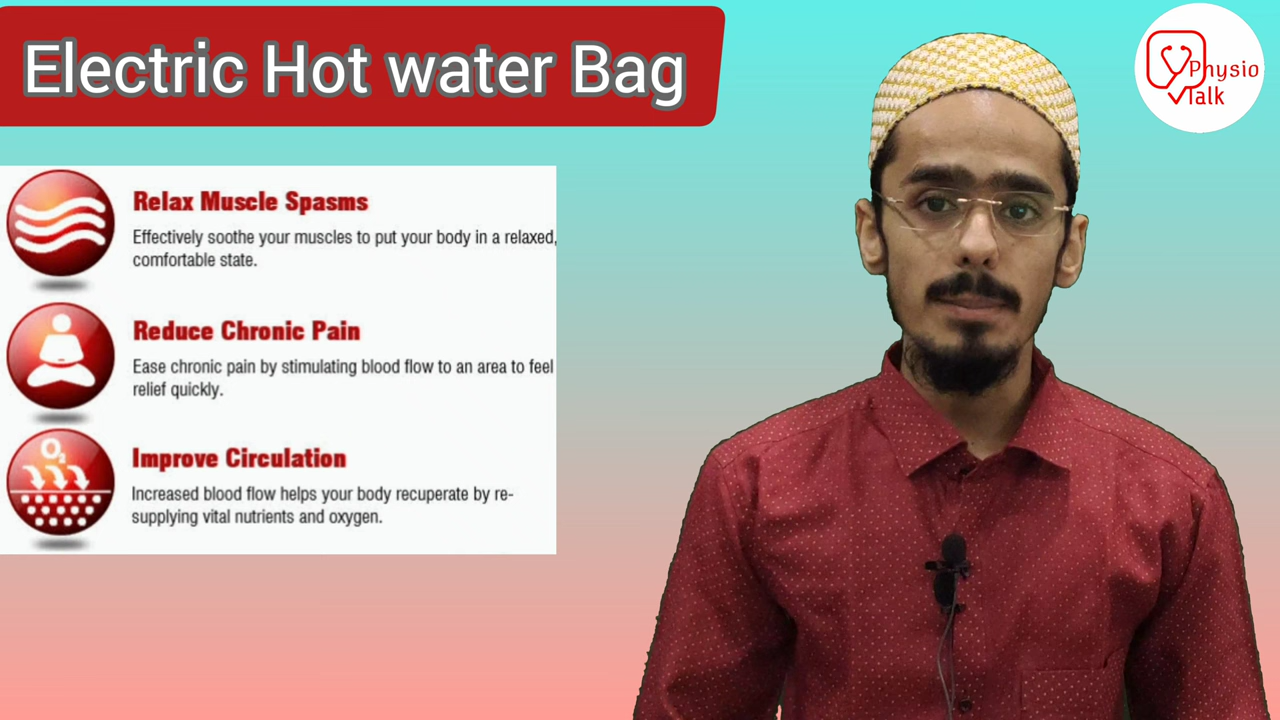 Electric Hot water Bag
Physio
Talk
Relax Muscle Spasms
Effectively soothe your muscles to put your body in a relaxed,
comfortable state.
Reduce Chronic Pain
Ease chronic pain by stimulating blood flow to an area to feel
relief quickly.
O2
Improve Circulation
Increased blood flow helps your body recuperate by re-
supplying vital nutrients and oxygen.